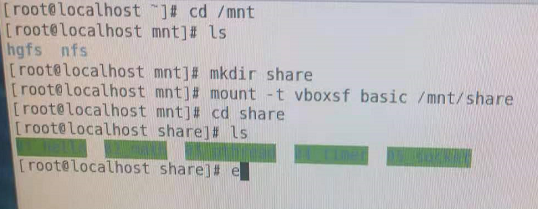 [root@localhost ~]# cd /mnt
[root@localhost mnt]# ls
hgfs nfs
[root@localhost mnt]# mkdir share
[root@localhost mnt]# mount -t vboxsf basic /mnt/share
[root@localhost mnt]# cd share
[root@localhost share]# ls
[root@localhost share]# e